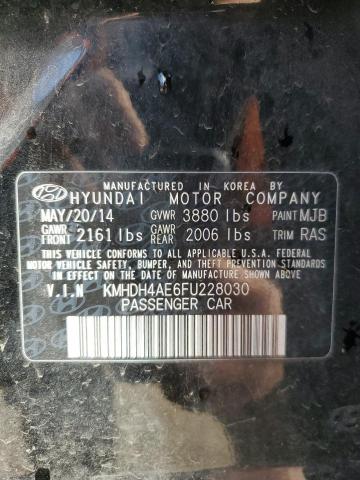 MANUFACTURED IN KOREA BY
HYUNDAI MOTOR COMPANY
MAY/20/14 GVWR 3880 lbs PAINT MJB
GAWR FRONT 2161 lbs GAWR REAR 2006 lbs TRIM RAS
THIS VEHICLE CONFORMS TO ALL APPLICABLE U.S.A. FEDERAL
MOTOR VEHICLE SAFETY, BUMPER, AND THEFT PREVENTION STANDARDS
IN EFFECT ON THE DATE OF MANUFACTURE SHOWN ABOVE.
V.I.N KMHDH4AE6FU228030
PASSENGER CAR